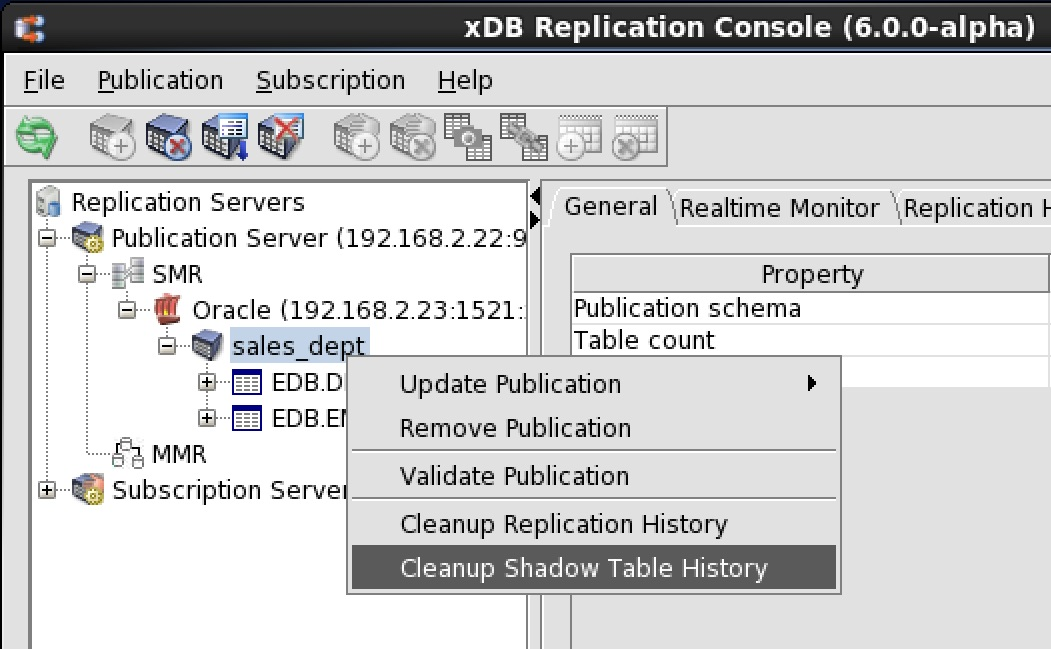 xDB Replication Console (6.0.0-alpha)
File Publication Subscription Help
Replication Servers
Publication Server (192.168.2.22:9
SMR
Oracle (192.168.2.23:1521:
sales_dept
EDB.D
EDB.E
MMR
Subscription Server
General Realtime Monitor Replication H
Property
Publication schema
Table count
Update Publication
Remove Publication
Validate Publication
Cleanup Replication History
Cleanup Shadow Table History